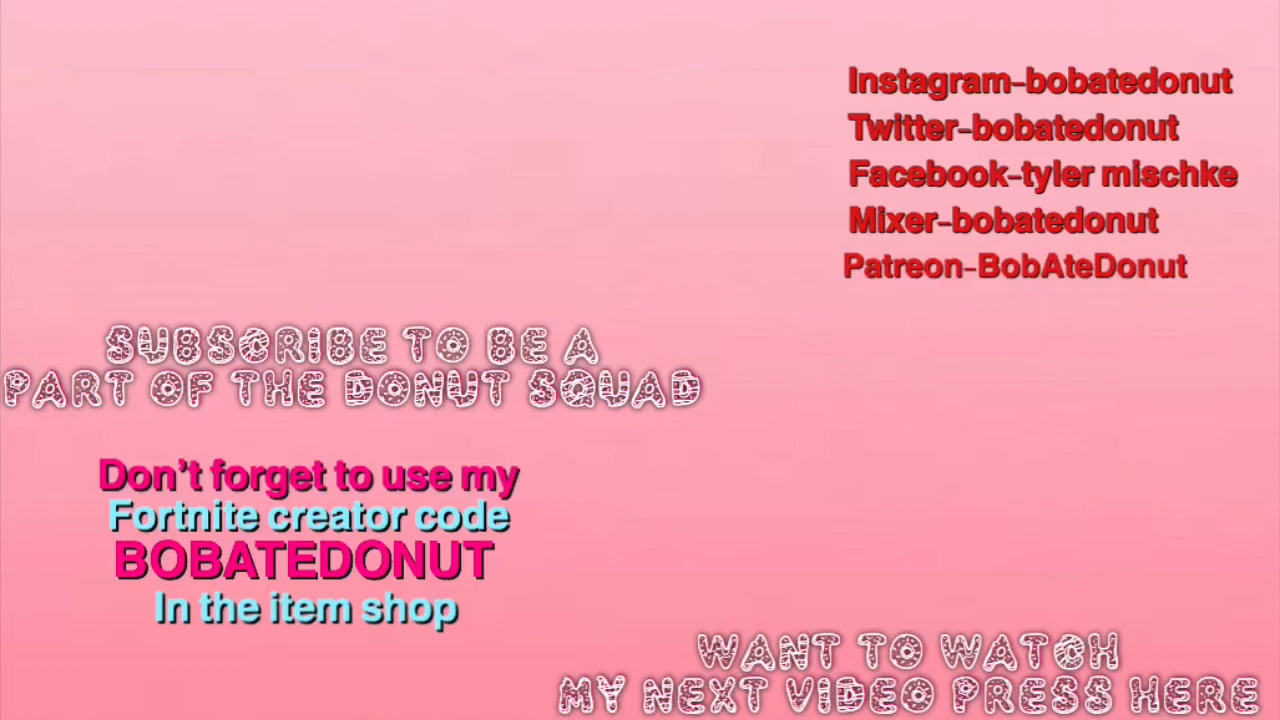 Instagram-bobatedonut
Twitter-bobatedonut
Facebook-tyler mischke
Mixer-bobatedonut
Patreon-BobAteDonut
SUBSCRIBE TO BE A
PART OF THE DONUT SQUAD
Don't forget to use my
Fortnite creator code
BOBATEDONUT
In the item shop
WANT TO WATCH
MY NEXT VIDEO PRESS HERE